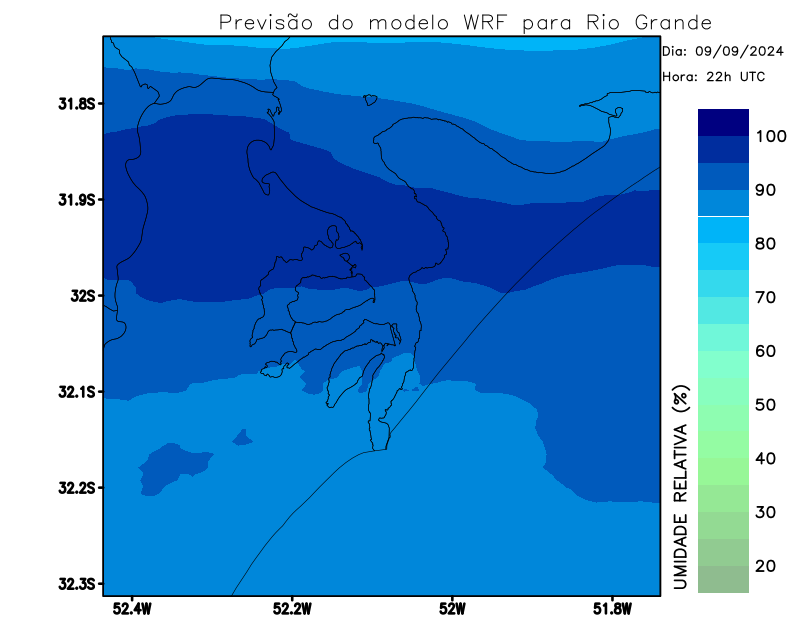 Previsão do modelo WRF para Rio Grande
Dia: 09/09/2024
Hora: 22h UTC
31.8S
31.9S
32S
32.1S
32.2S
32.3S
52.4W
52.2W
52W
51.8W
100
90
80
70
60
50
40
30
20
UMIDADE RELATIVA (%)